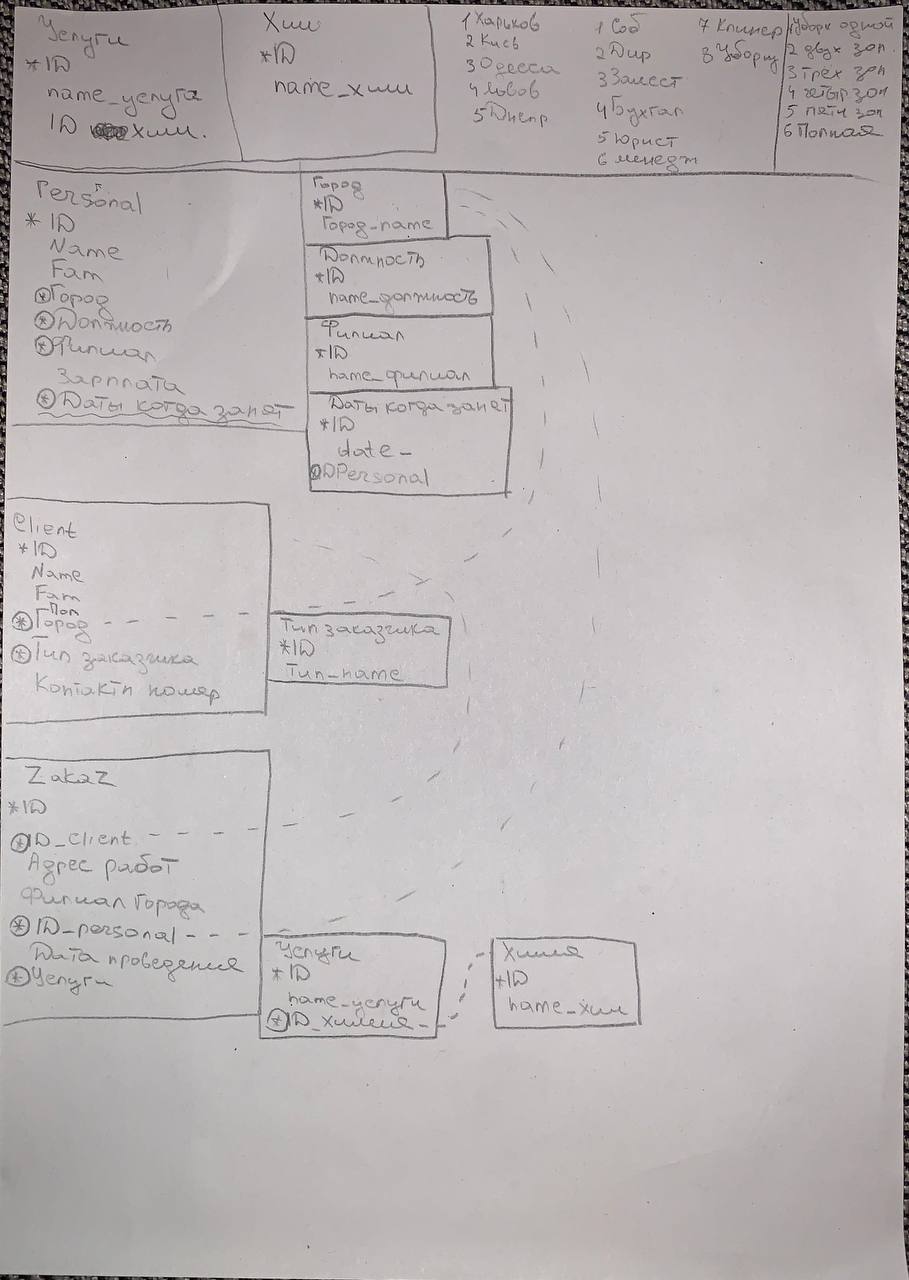 Услуги
*ID
name_услуга
ID хим.
Хим
*ID
name_хим
1 Харьков
2 Киев
3 Одесса
4 Львов
5 Днепр
1 Соб
2 Дир
3 Замест
4 Бухгал
5 Юрист
6 менедж
7 Клинер
8 Уборщ
1 Уборк одной
2 двух зон.
3 трёх зон
4 четыр зон
5 пяти зон
6 Полная
Personal
* ID
Name
Fam
* Город
* Должность
* Филиал
Зарплата
* Даты когда занят
Город
*ID
Город_name
Должность
*ID
name_должность
Филиал
*ID
name_филиал
Даты когда занят
*ID
date_
IDPersonal
Client
*ID
Name
Fam
Пол
* Город
* Тип заказчика
Контактн номер
Тип заказчика
*ID
Тип_name
Zakaz
*ID
* ID_Client
Адрес работ
Филиал города
* ID_personal
Дата проведения
* Услуги
Услуги
* ID
name_услуги
* ID_химия
Химия
*ID
name_хим